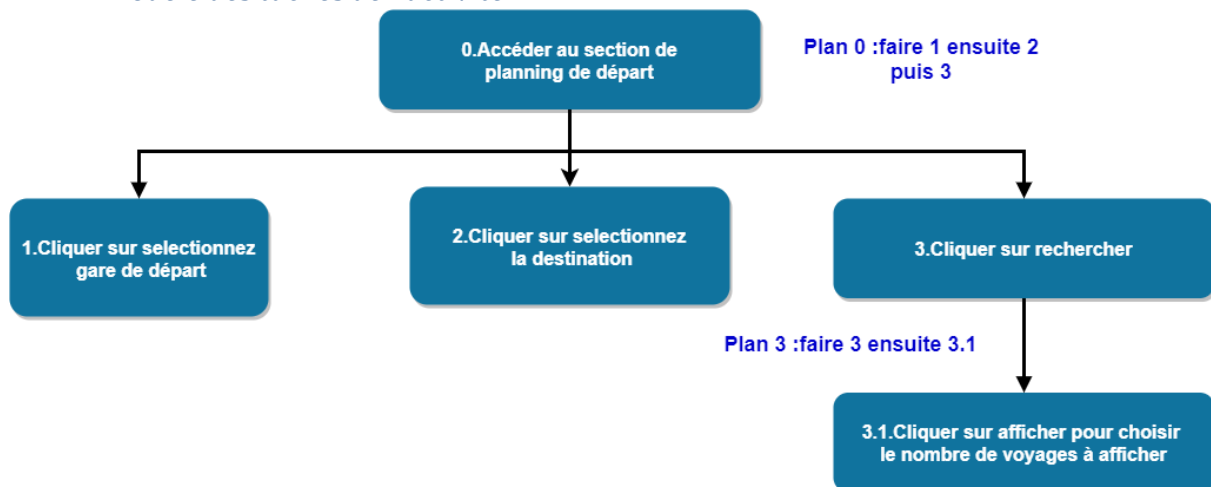 0.Accéder au section de
planning de départ
Plan 0 :faire 1 ensuite 2
puis 3
1.Cliquer sur selectionnez
gare de départ
2.Cliquer sur selectionnez
la destination
3.Cliquer sur rechercher
Plan 3 :faire 3 ensuite 3.1
3.1.Cliquer sur afficher pour choisir
le nombre de voyages à afficher